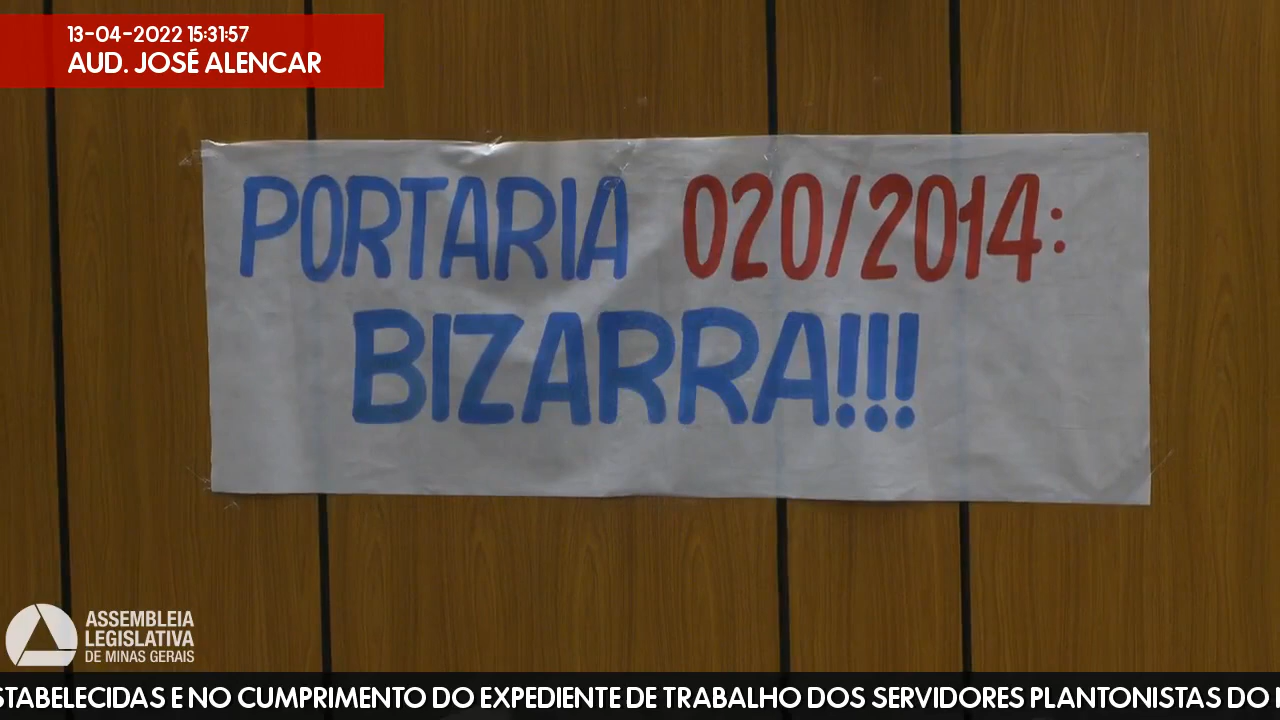 13-04-2022 15:31:57
AUD. JOSÉ ALENCAR
PORTARIA 020/2014:
BIZARRA!!!
ASSEMBLEIA
LEGISLATIVA
DE MINAS GERAIS
E NO CUMPRIMENTO DO EXPEDIENTE DE TRABALHO DOS SERVIDORES PLANTONISTAS DO